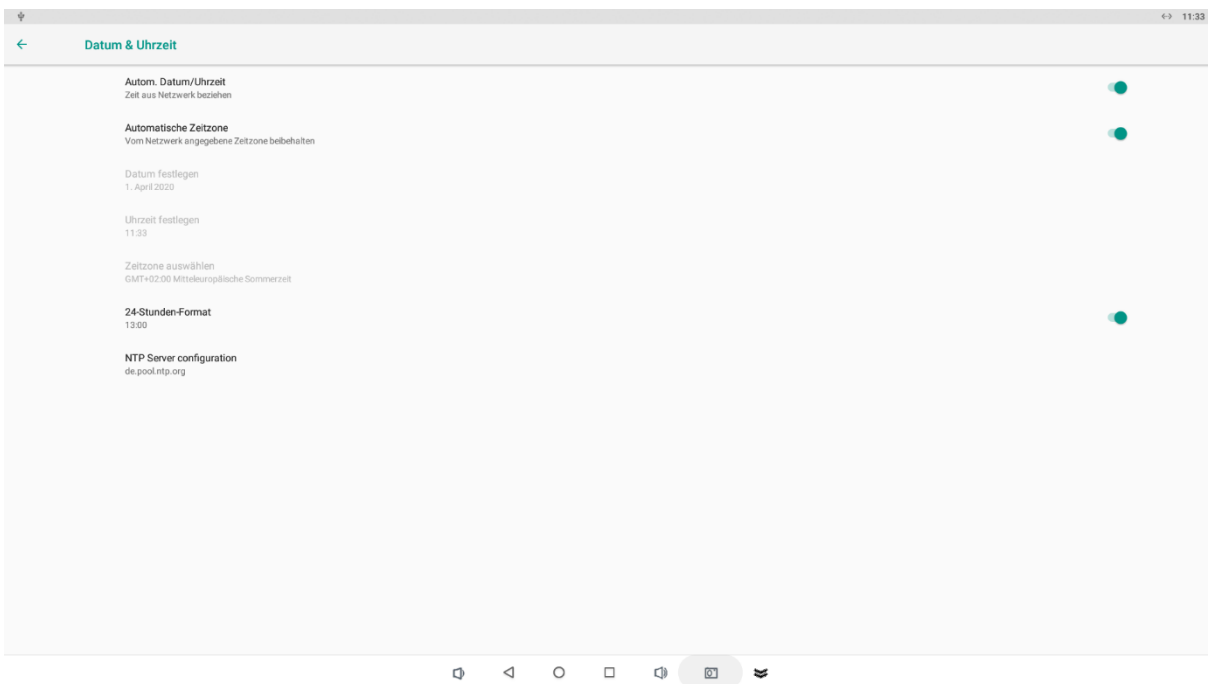 11:33
Datum & Uhrzeit
Autom. Datum/Uhrzeit
Zeit aus Netzwerk beziehen
Automatische Zeitzone
Vom Netzwerk angegebene Zeitzone beibehalten
Datum festlegen
1. April 2020
Uhrzeit festlegen
11:33
Zeitzone auswählen
GMT+02:00 Mitteleuropäische Sommerzeit
24-Stunden-Format
13:00
NTP Server configuration
de.pool.ntp.org